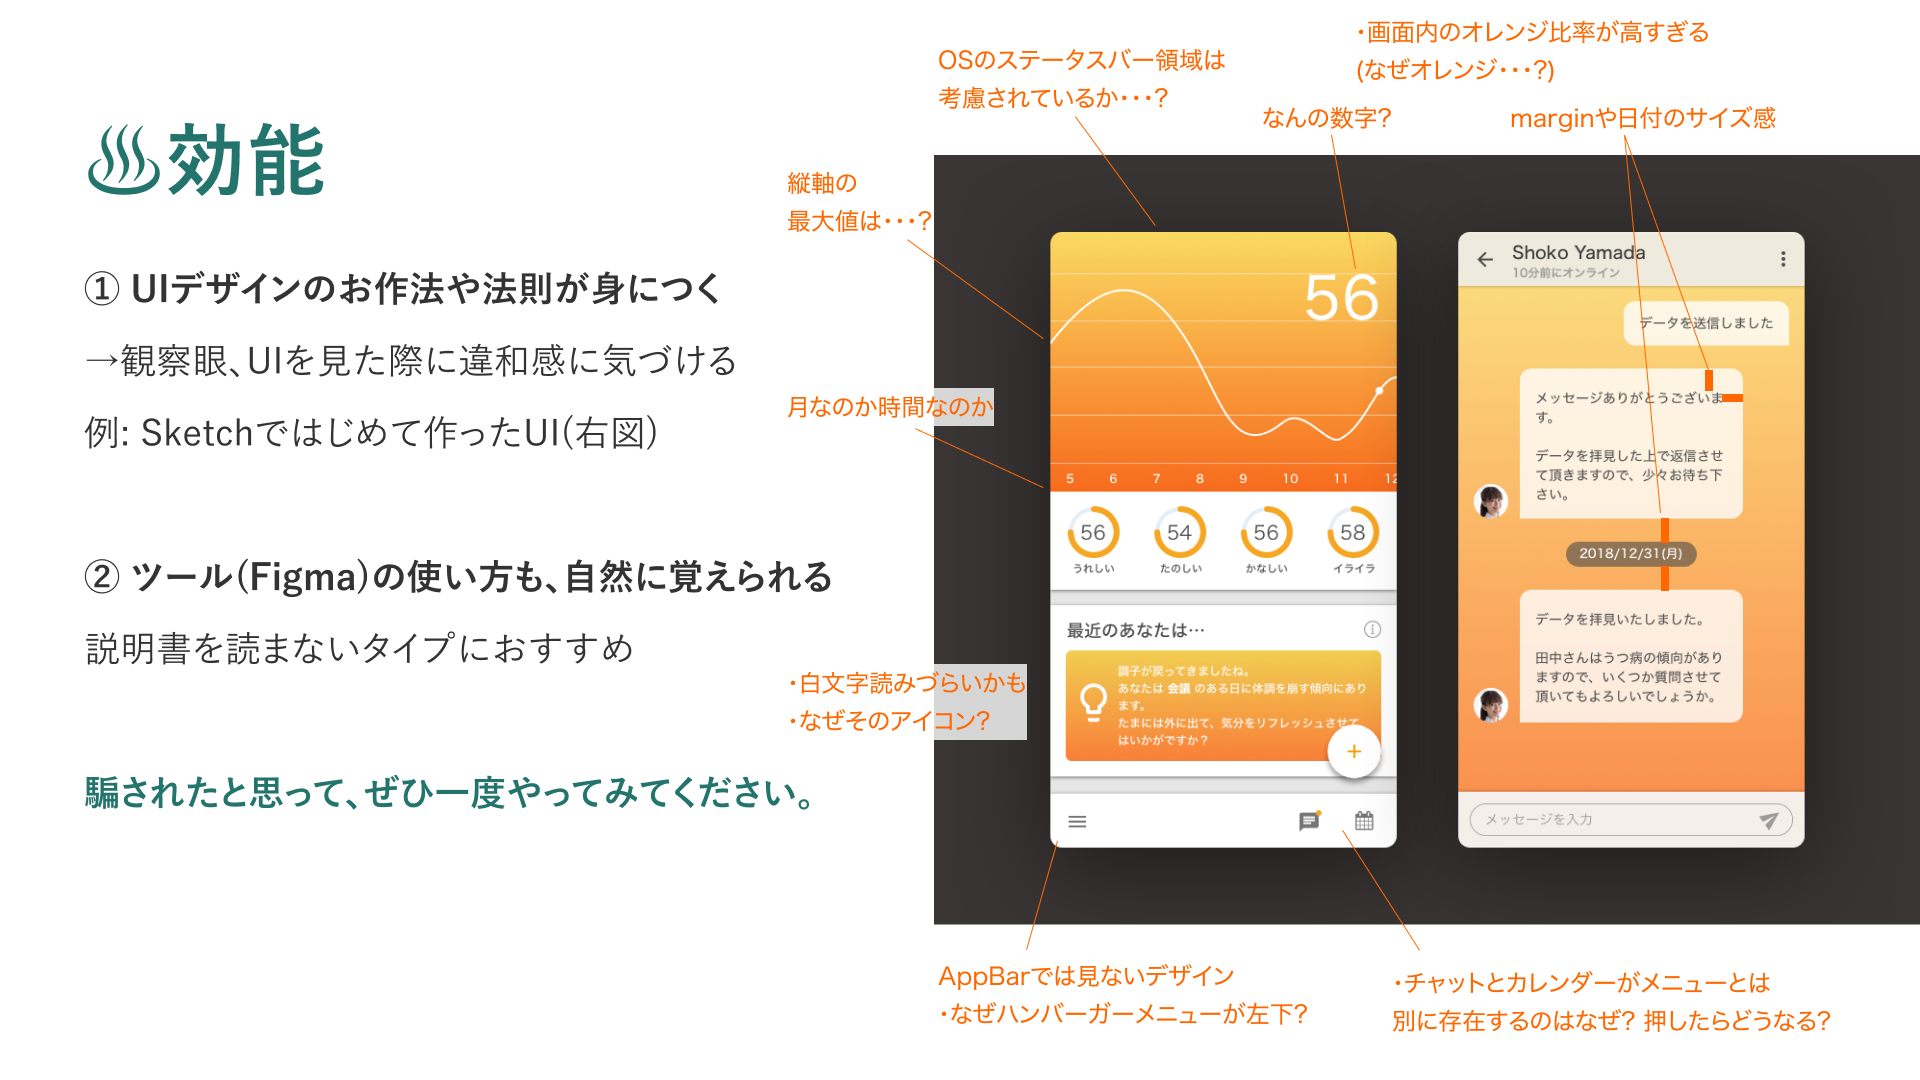 ♨効能
① UIデザインのお作法や法則が身につく
→観察眼、UIを見た際に違和感に気づける
例: Sketchではじめて作ったUI(右図)
② ツール(Figma)の使い方も、自然に覚えられる
説明書を読まないタイプにおすすめ
騙されたと思って、ぜひ一度やってみてください。
OSのステータスバー領域は
考慮されているか・・・?
・画面内のオレンジ比率が高すぎる
(なぜオレンジ・・・?)
なんの数字?
marginや日付のサイズ感
縦軸の
最大値は・・・?
月なのか時間なのか
・白文字読みづらいかも
・なぜそのアイコン?
56
5 6 7 8 9 10 11 12
56 54 56 58
うれしい たのしい かなしい イライラ
最近のあなたは…
調子が戻ってきましたね。
あなたは 会議 のある日に体調を崩す傾向にあり
ます。
たまには外に出て、気分をリフレッシュさせて
はいかがですか?
+
Shoko Yamada
10分前にオンライン
データを送信しました
メッセージありがとうございま
す。
データを拝見した上で返信させ
て頂きますので、少々お待ち下
さい。
2018/12/31(月)
データを拝見いたしました。
田中さんはうつ病の傾向があり
ますので、いくつか質問させて
頂いてもよろしいでしょうか。
メッセージを入力
AppBarでは見ないデザイン
・なぜハンバーガーメニューが左下?
・チャットとカレンダーがメニューとは
別に存在するのはなぜ? 押したらどうなる?